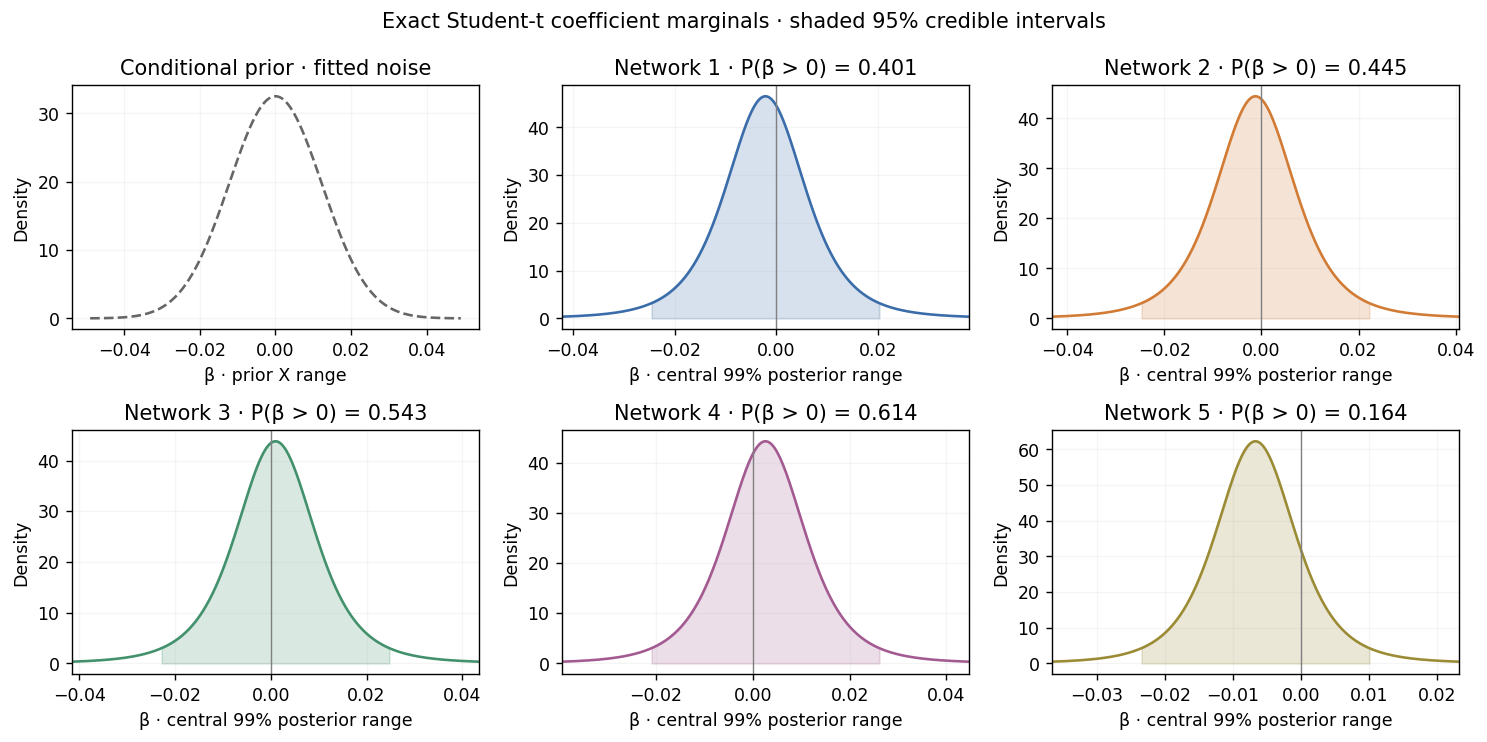 Exact Student-t coefficient marginals · shaded 95% credible intervals
Conditional prior · fitted noise
Density
30
20
10
0
−0.04 −0.02 0.00 0.02 0.04
β · prior X range
Network 1 · P(β > 0) = 0.401
Density
40
30
20
10
0
−0.04 −0.02 0.00 0.02
β · central 99% posterior range
Network 2 · P(β > 0) = 0.445
Density
40
30
20
10
0
−0.04 −0.02 0.00 0.02 0.04
β · central 99% posterior range
Network 3 · P(β > 0) = 0.543
Density
40
30
20
10
0
−0.04 −0.02 0.00 0.02 0.04
β · central 99% posterior range
Network 4 · P(β > 0) = 0.614
Density
40
30
20
10
0
−0.02 0.00 0.02 0.04
β · central 99% posterior range
Network 5 · P(β > 0) = 0.164
Density
60
50
40
30
20
10
0
−0.03 −0.02 −0.01 0.00 0.01 0.02
β · central 99% posterior range